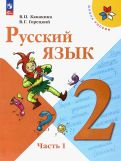 В.П. Канакина
В.Г. Горецкий
Русский
язык
2
Часть 1